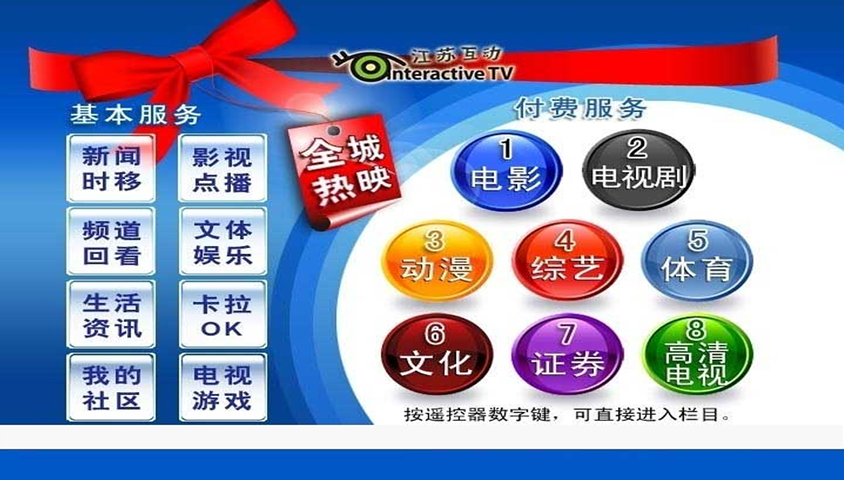 江苏互动
interactive TV
基本服务
新闻
时移
影视
点播
频道
回看
文体
娱乐
生活
资讯
卡拉
OK
我的
社区
电视
游戏
全城
热映
付费服务
1
电影
2
电视剧
3
动漫
4
综艺
5
体育
6
文化
7
证券
8
高清
电视
按遥控器数字键，可直接进入栏目。